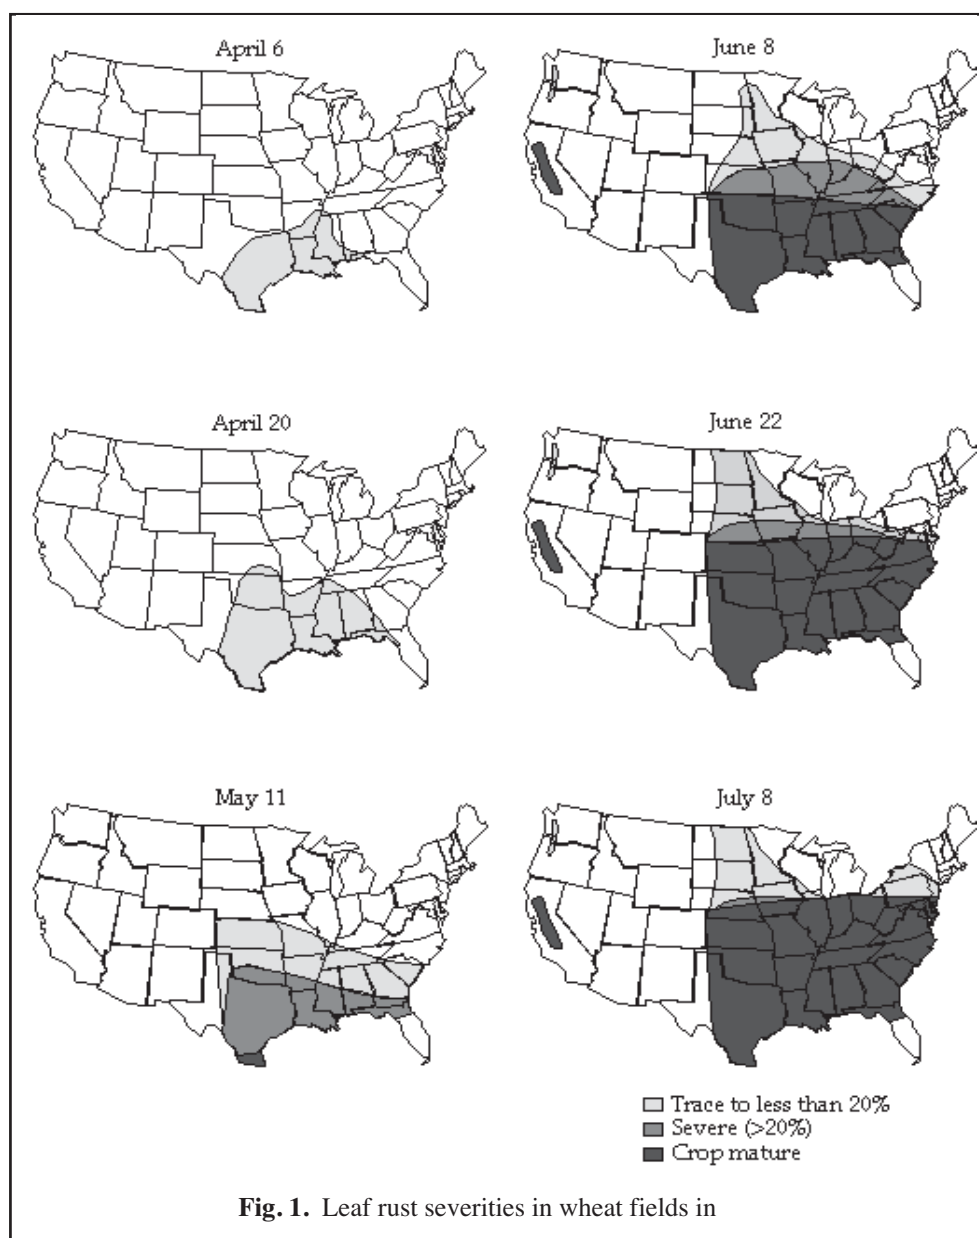 April 6
June 8
April 20
June 22
May 11
July 8
Trace to less than 20%
Severe (>20%)
Crop mature
Fig. 1. Leaf rust severities in wheat fields in